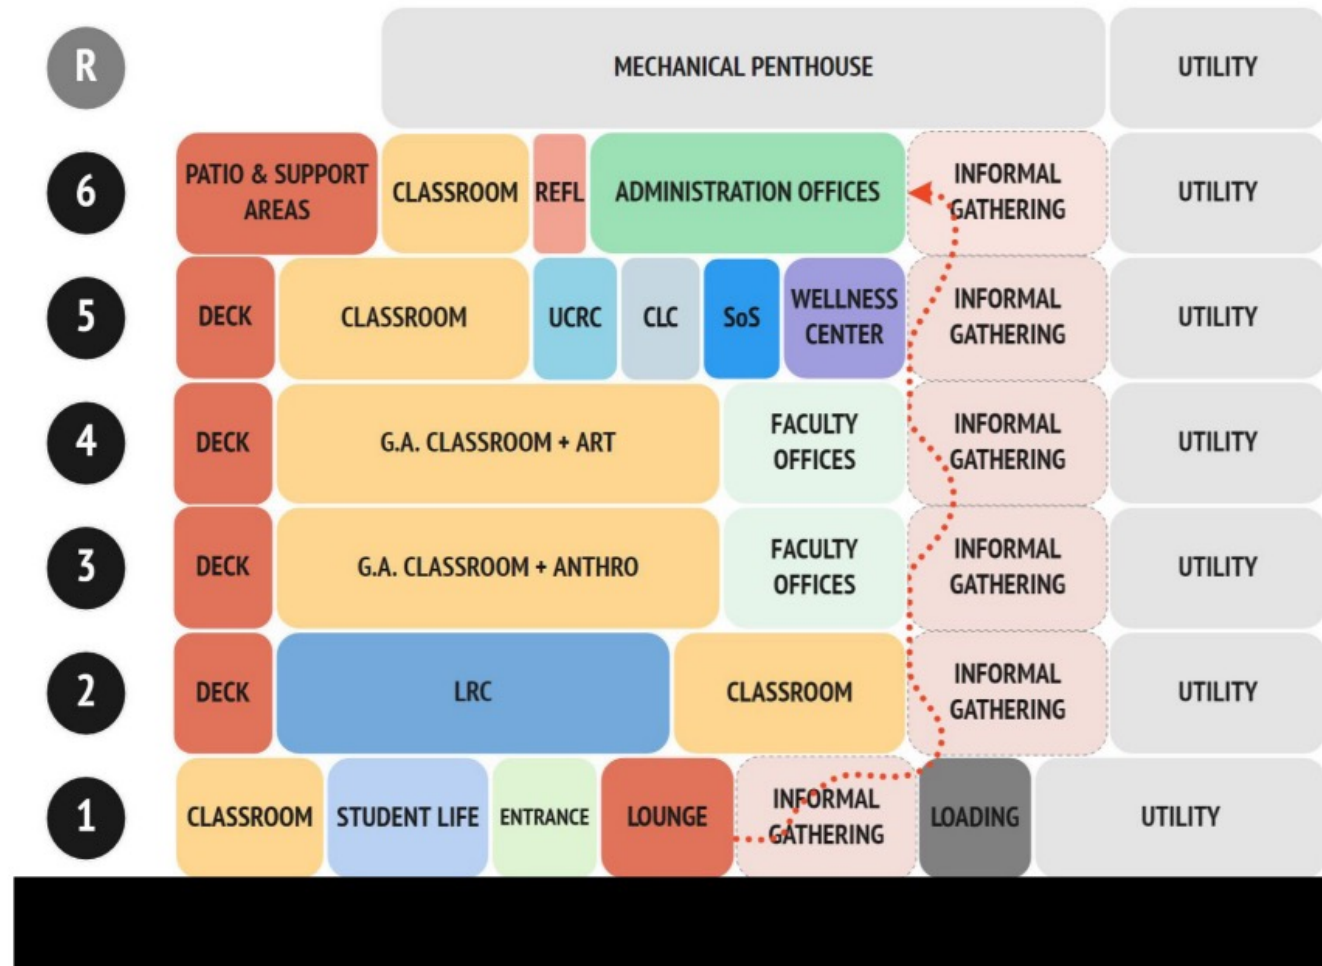 R
MECHANICAL PENTHOUSE
UTILITY
6
PATIO & SUPPORT
AREAS
CLASSROOM
REFL
ADMINISTRATION OFFICES
INFORMAL
GATHERING
UTILITY
5
DECK
CLASSROOM
UCRC
CLC
SoS
WELLNESS
CENTER
INFORMAL
GATHERING
UTILITY
4
DECK
G.A. CLASSROOM + ART
FACULTY
OFFICES
INFORMAL
GATHERING
UTILITY
3
DECK
G.A. CLASSROOM + ANTHRO
FACULTY
OFFICES
INFORMAL
GATHERING
UTILITY
2
DECK
LRC
CLASSROOM
INFORMAL
GATHERING
UTILITY
1
CLASSROOM
STUDENT LIFE
ENTRANCE
LOUNGE
INFORMAL
GATHERING
LOADING
UTILITY